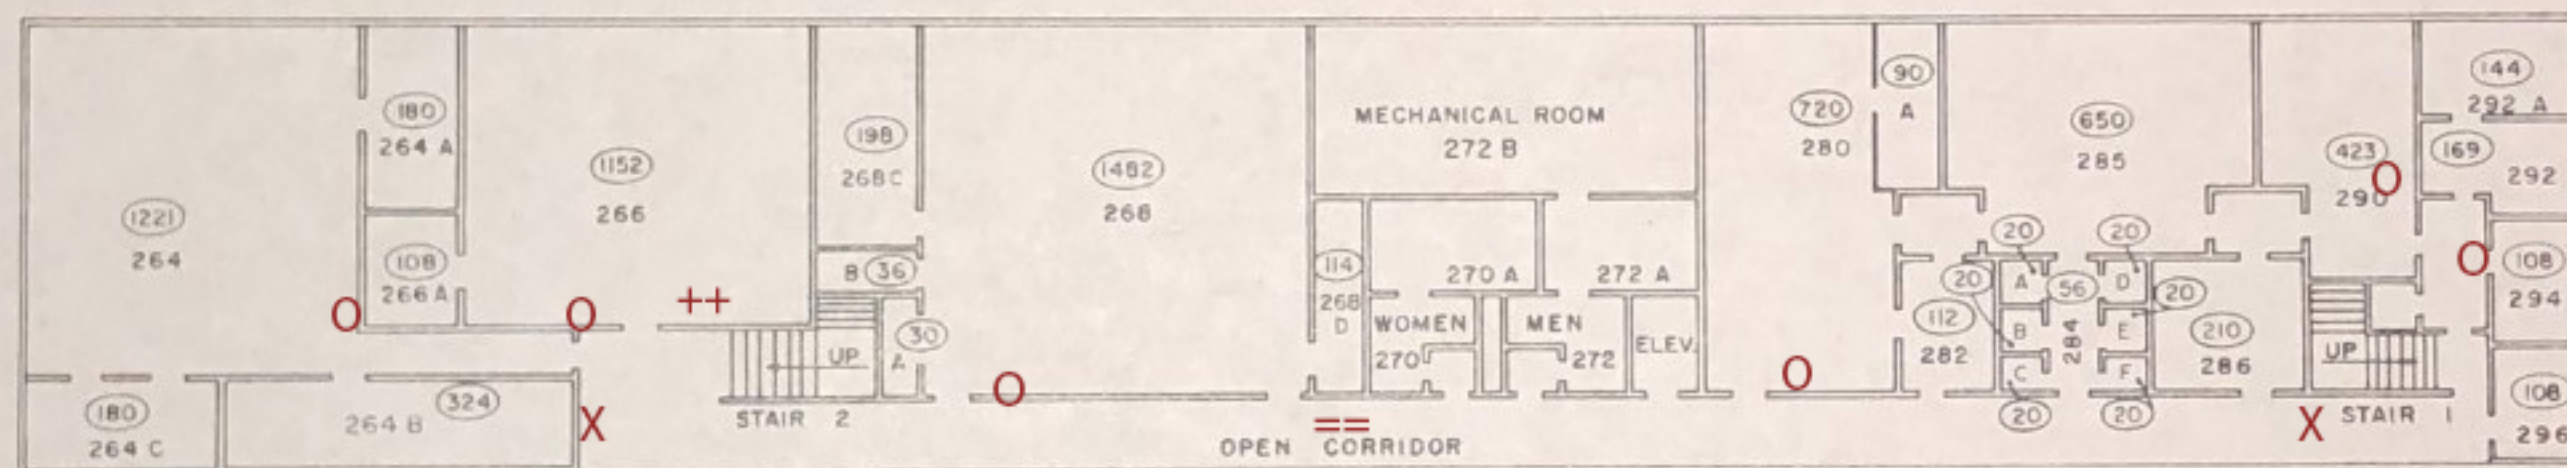 1221
264
180
264 A
108
266 A
O
180
264 C
264 B
324
X
1152
266
O
++
198
268C
B 36
30
A
UP
STAIR 2
1482
268
O
MECHANICAL ROOM
272 B
114
268
D
270 A
272 A
WOMEN
270
MEN
272
ELEV.
==
OPEN CORRIDOR
720
280
90
A
O
650
285
112
282
20
20
A
B
C
20
56
284
20
D
20
E
F
20
210
286
423
290
O
UP
X STAIR 1
144
292 A
169
292
O
108
294
108
296